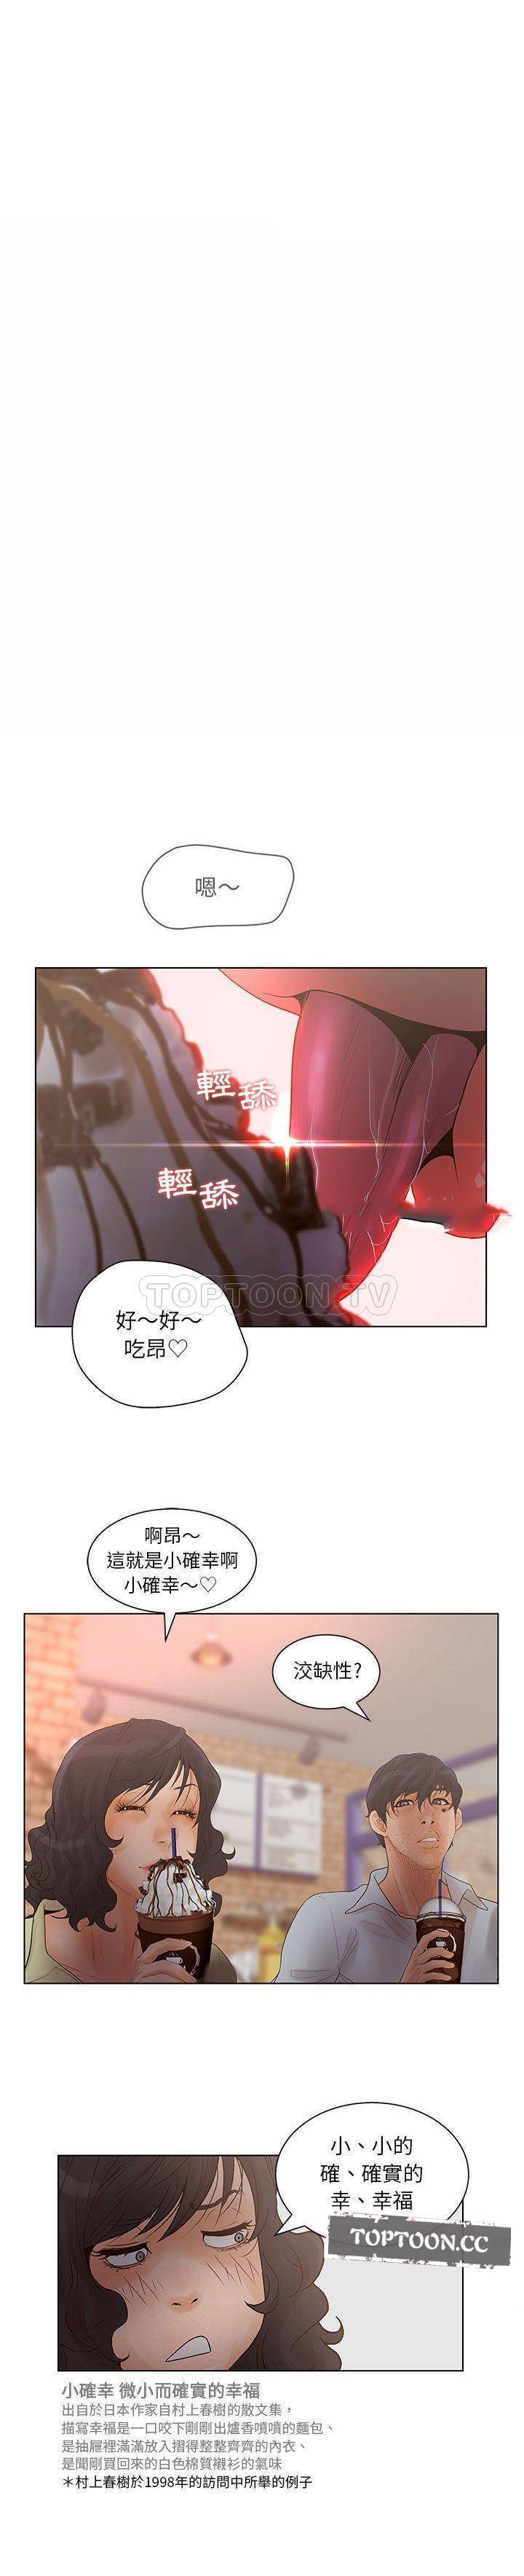 嗯～
輕舔
輕舔
TOPTOON.TV
好～好～
吃昂♡
啊昂～
這就是小確幸啊
小確幸～♡
洨缺性?
小、小的
確、確實的
幸、幸福
TOPTOON.CC
小確幸 微小而確實的幸福
出自於日本作家自村上春樹的散文集，
描寫幸福是一口咬下剛剛出爐香噴噴的麵包、
是抽屜裡滿滿放入摺得整整齊齊的內衣、
是聞剛買回來的白色棉質襯衫的氣味
＊村上春樹於1998年的訪問中所舉的例子